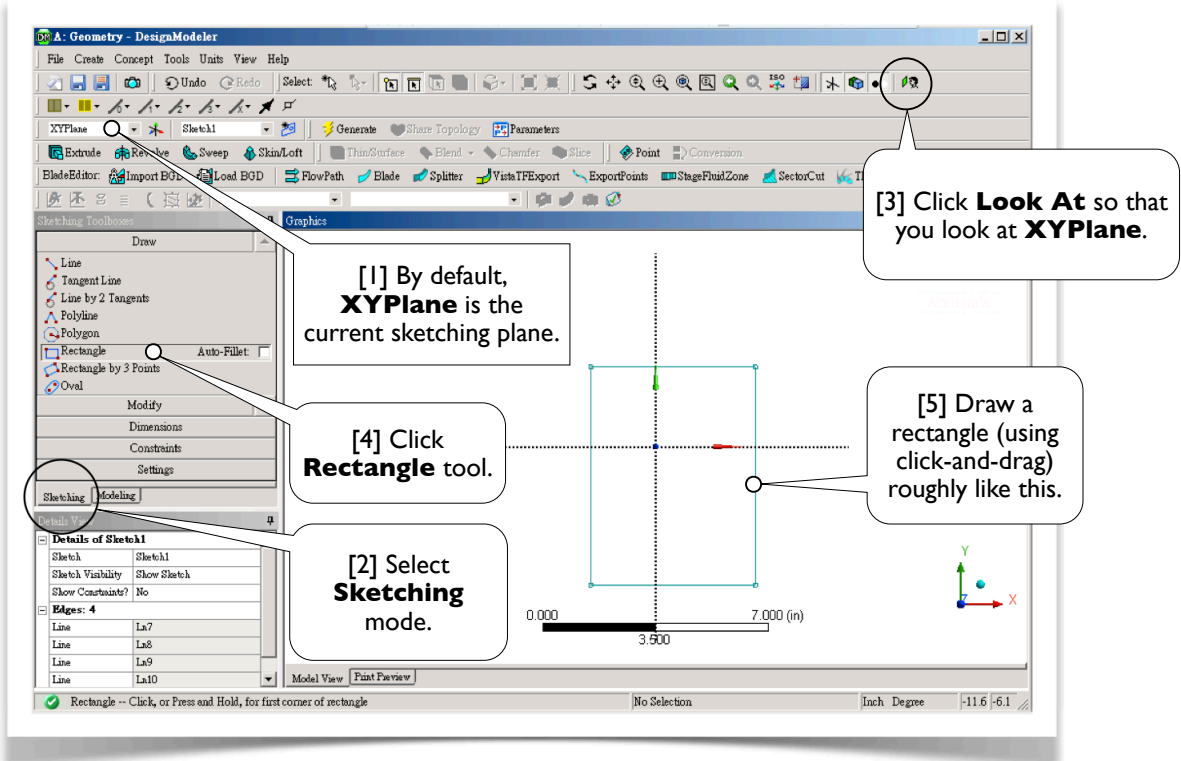 A: Geometry - DesignModeler
File Create Concept Tools Units View Help
Undo Redo Select: ISO
XYPlane Sketch1 Generate Share Topology Parameters
Extrude Revolve Sweep Skin/Loft Thin/Surface Blend Chamfer Slice Point Conversion
BladeEditor: Import BGD Load BGD FlowPath Blade Splitter VistaTFExport ExportPoints StageFluidZone SectorCut
Sketching Toolboxes
Graphics
Draw
Line
Tangent Line
Line by 2 Tangents
Polyline
Polygon
Rectangle Auto-Fillet:
Rectangle by 3 Points
Oval
Modify
Dimensions
Constraints
Settings
Sketching Modeling
Details View
Details of Sketch1
Sketch Sketch1
Sketch Visibility Show Sketch
Show Constraints? No
Edges: 4
Line Ln7
Line Ln8
Line Ln9
Line Ln10
[1] By default,
XYPlane is the
current sketching plane.
[2] Select
Sketching
mode.
[3] Click Look At so that
you look at XYPlane.
[4] Click
Rectangle tool.
[5] Draw a
rectangle (using
click-and-drag)
roughly like this.
Y
Z X
0.000 7.000 (in)
3.500
Model View Print Preview
Rectangle -- Click, or Press and Hold, for first corner of rectangle No Selection Inch Degree -11.6 -6.1